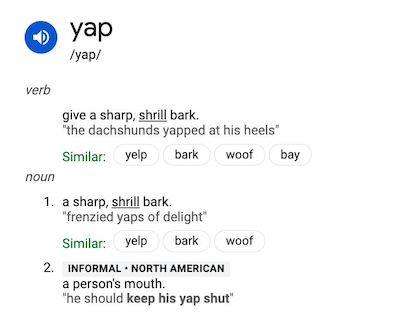 yap
/yap/
verb
give a sharp, shrill bark.
"the dachshunds yapped at his heels"
Similar: yelp bark woof bay
noun
1. a sharp, shrill bark.
"frenzied yaps of delight"
Similar: yelp bark woof
2. INFORMAL • NORTH AMERICAN
a person's mouth.
"he should keep his yap shut"